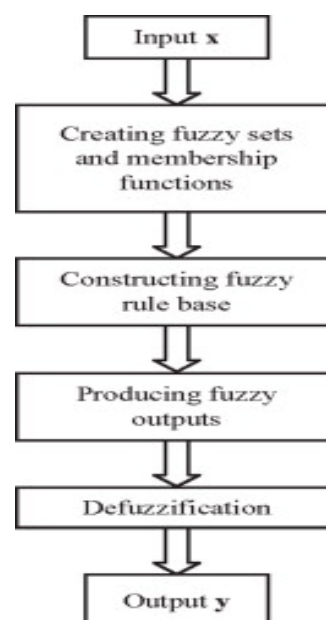 Input x
Creating fuzzy sets
and membership
functions
Constructing fuzzy
rule base
Producing fuzzy
outputs
Defuzzification
Output y